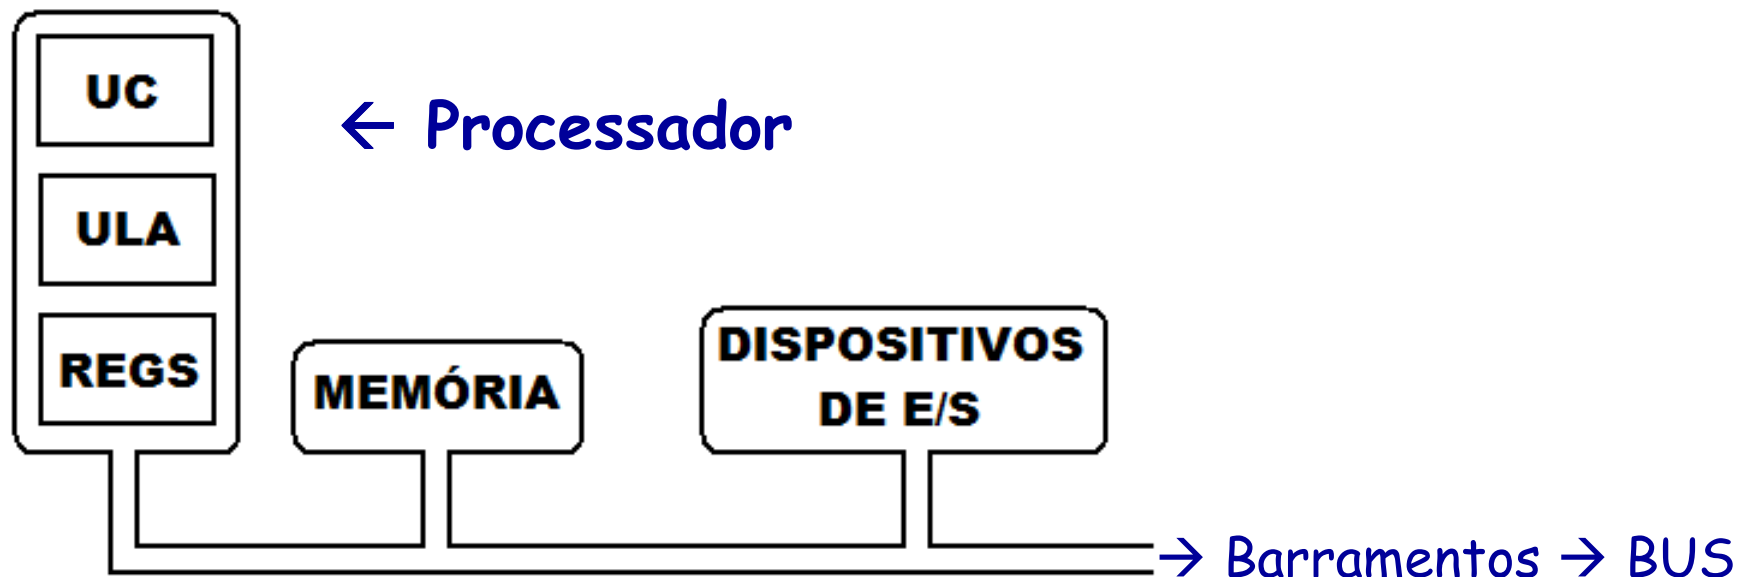 UC
← Processador
ULA
REGS
MEMÓRIA
DISPOSITIVOS
DE E/S
→ Barramentos → BUS